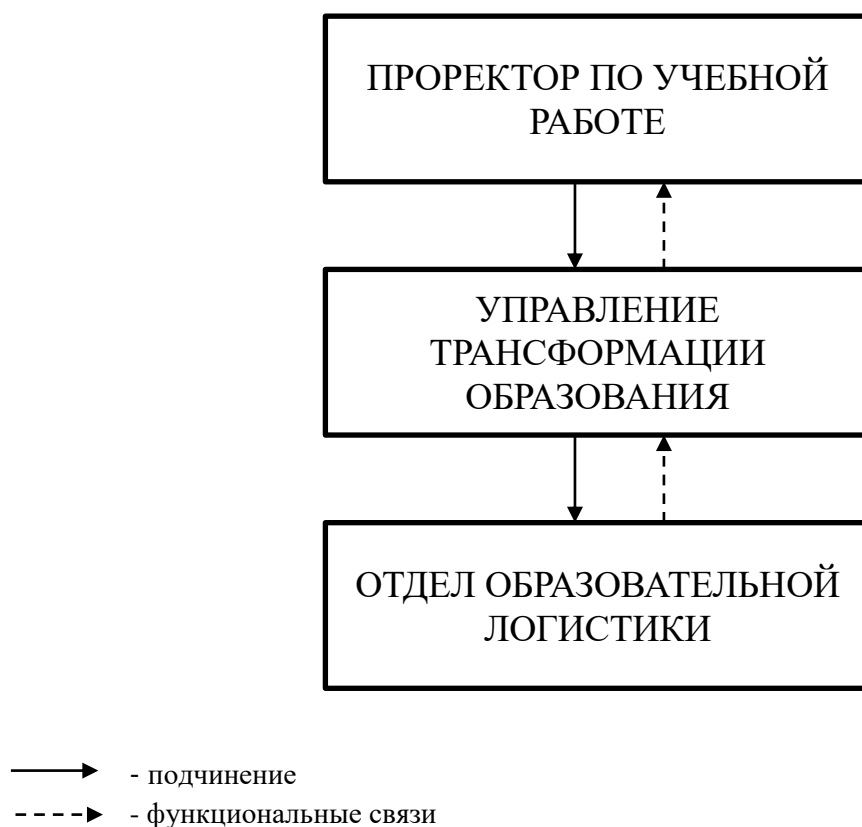 ПРОРЕКТОР ПО УЧЕБНОЙ
РАБОТЕ
УПРАВЛЕНИЕ
ТРАНСФОРМАЦИИ
ОБРАЗОВАНИЯ
ОТДЕЛ ОБРАЗОВАТЕЛЬНОЙ
ЛОГИСТИКИ
- подчинение
- функциональные связи